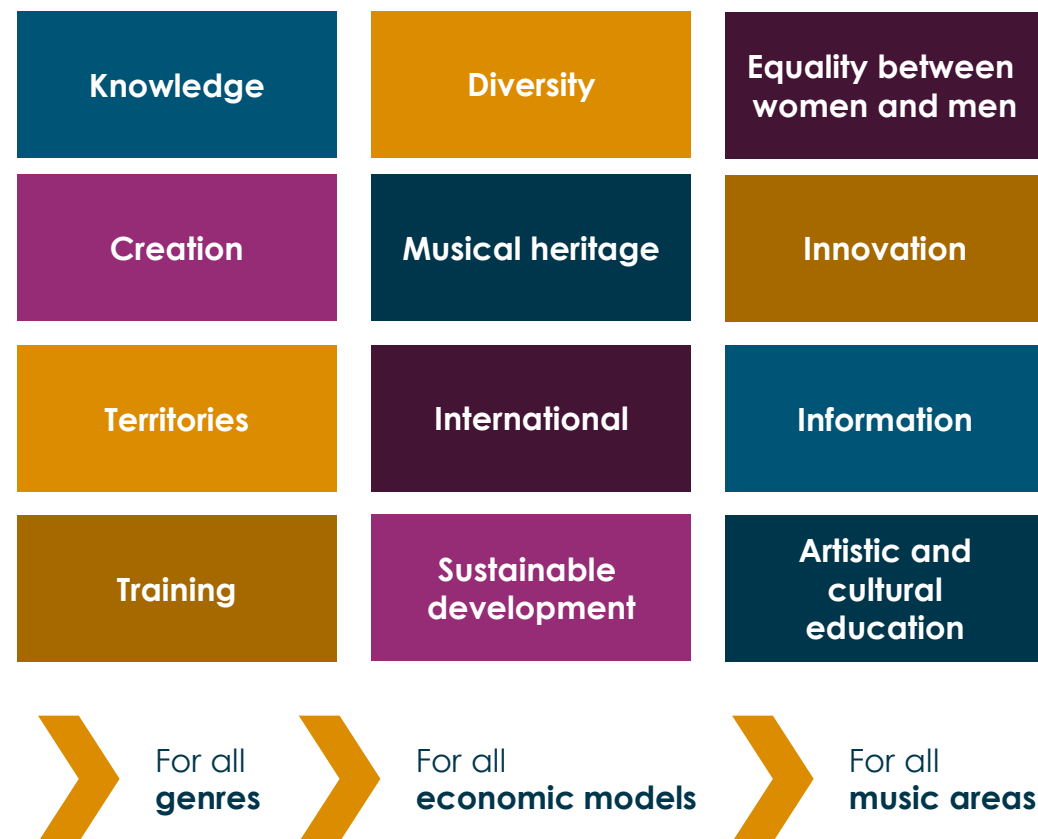 Knowledge
Diversity
Equality between
women and men
Creation
Musical heritage
Innovation
Territories
International
Information
Training
Sustainable
development
Artistic and
cultural
education
For all
genres
For all
economic models
For all
music areas